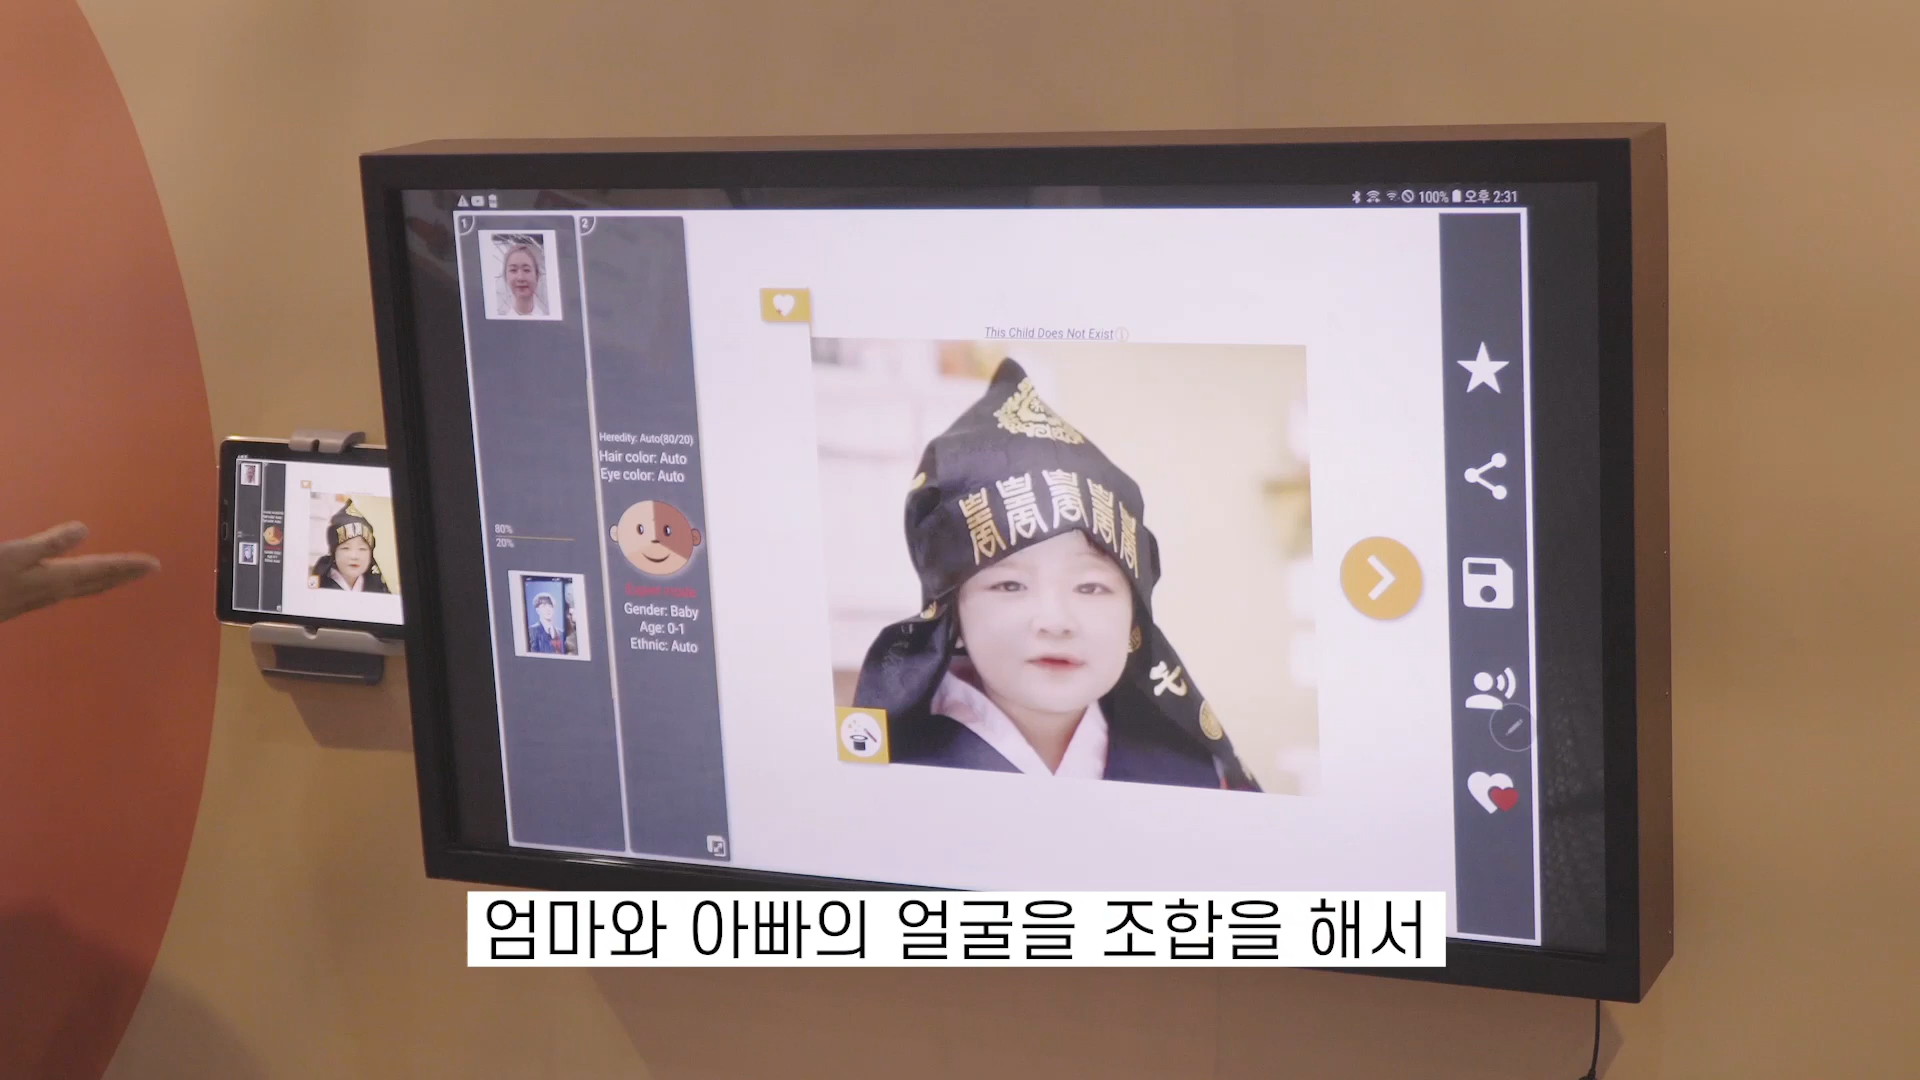 100% 오후 2:31
1
2
This Child Does Not Exist
Heredity: Auto(80/20)
Hair color: Auto
Eye color: Auto
80%
20%
Gender: Baby
Age: 0-1
Ethnic: Auto
엄마와 아빠의 얼굴을 조합을 해서